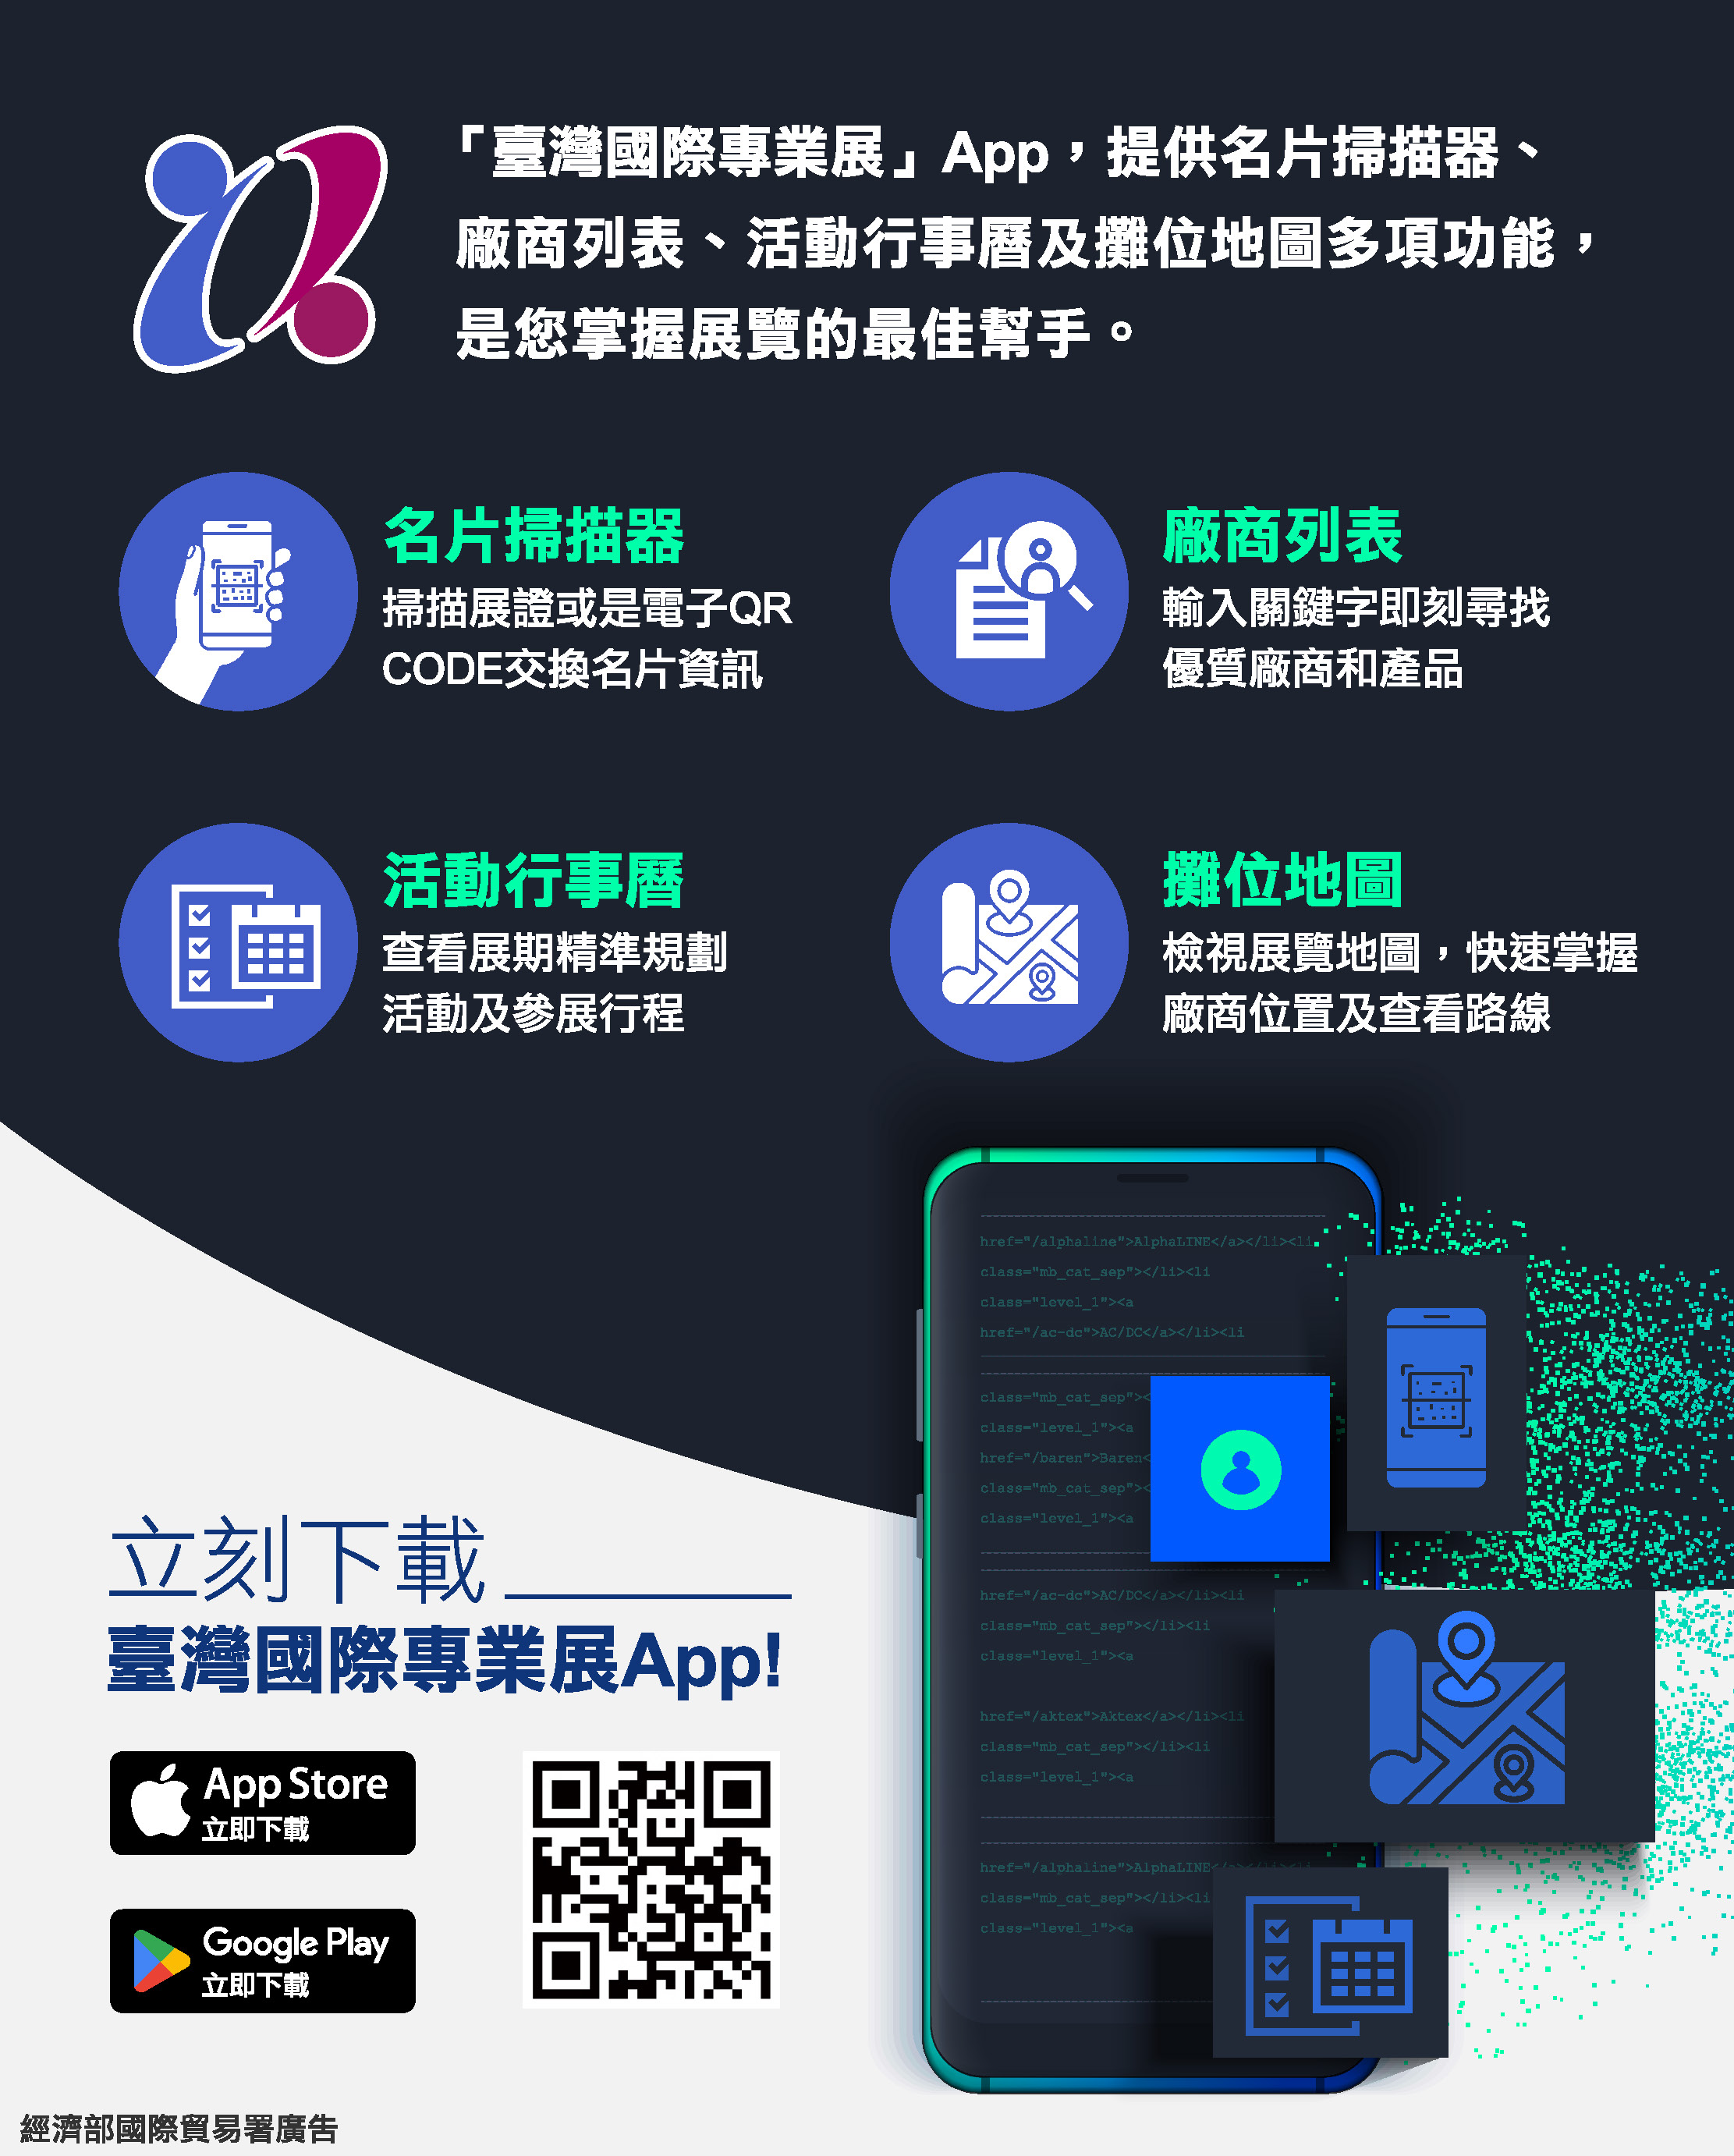 「臺灣國際專業展」App，提供名片掃描器、
廠商列表、活動行事曆及攤位地圖多項功能，
是您掌握展覽的最佳幫手。
名片掃描器
掃描展證或是電子QR
CODE交換名片資訊
廠商列表
輸入關鍵字即刻尋找
優質廠商和產品
活動行事曆
查看展期精準規劃
活動及參展行程
攤位地圖
檢視展覽地圖，快速掌握
廠商位置及查看路線
href="/alphaline">AlphaLINE</a></li><li
class="mb_cat_sep"></li><li
class="level_1"><a
href="/ac-dc">AC/DC</a></li><li
class="mb_cat_sep"><
class="level_1"><a
href="/baren">Baren<
class="mb_cat_sep"><
class="level_1"><a
href="/ac-dc">AC/DC</a></li><li
class="mb_cat_sep"></li><li
class="level_1"><a
href="/aktex">Aktex</a></li><li
class="mb_cat_sep"></li><li
class="level_1"><a
href="/alphaline">AlphaLINE</a></li><li
class="mb_cat_sep"></li><li
class="level_1"><a
立刻下載
臺灣國際專業展App!
App Store
立即下載
Google Play
立即下載
經濟部國際貿易署廣告